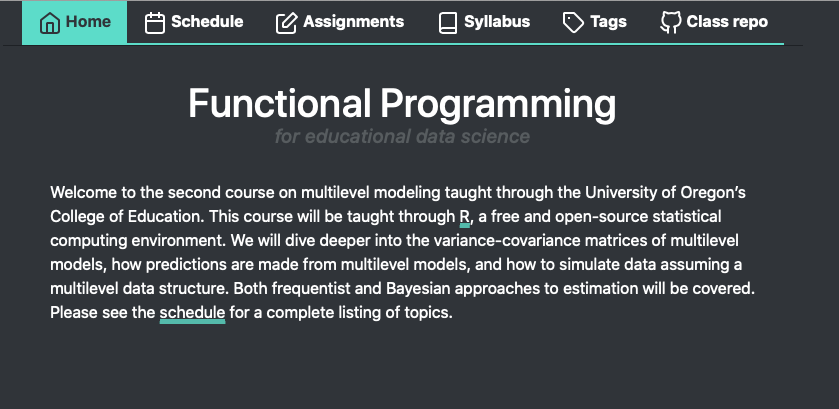 Home Schedule Assignments Syllabus Tags Class repo
Functional Programming
for educational data science
Welcome to the second course on multilevel modeling taught through the University of Oregon’s
College of Education. This course will be taught through R, a free and open-source statistical
computing environment. We will dive deeper into the variance-covariance matrices of multilevel
models, how predictions are made from multilevel models, and how to simulate data assuming a
multilevel data structure. Both frequentist and Bayesian approaches to estimation will be covered.
Please see the schedule for a complete listing of topics.